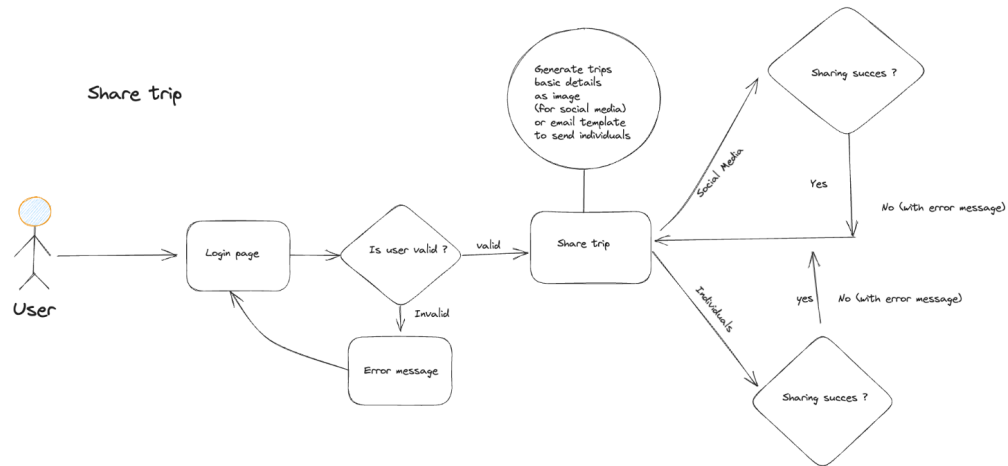 Share trip
User
Login page
Is user valid ?
valid
Invalid
Error message
Generate trips
basic details
as image
(for social media)
or email template
to send individuals
Share trip
Social Media
Individuals
Sharing succes ?
Yes
No (with error message)
yes
No (with error message)
Sharing succes ?